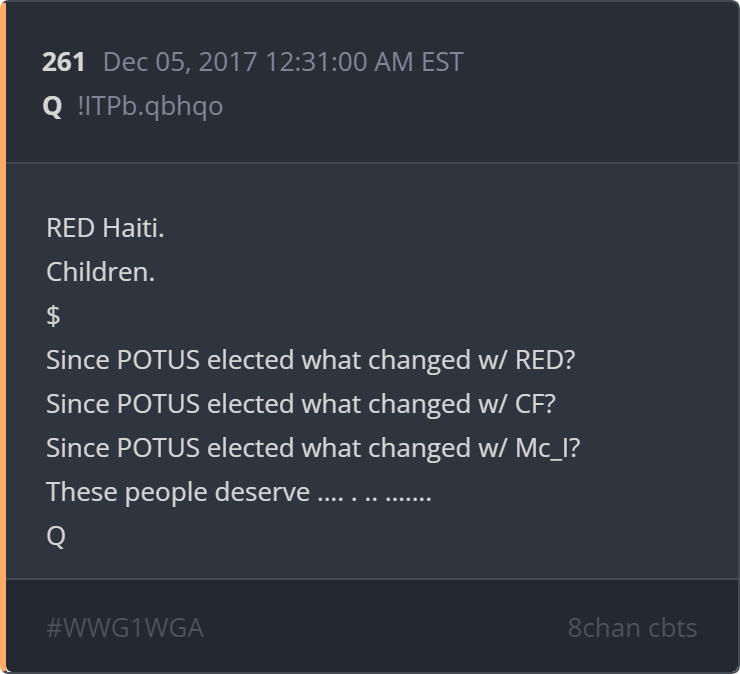 261 Dec 05, 2017 12:31:00 AM EST
Q !ITPb.qbhqo
RED Haiti.
Children.
$
Since POTUS elected what changed w/ RED?
Since POTUS elected what changed w/ CF?
Since POTUS elected what changed w/ Mc_I?
These people deserve .... . .. .......
Q
#WWG1WGA 8chan cbts